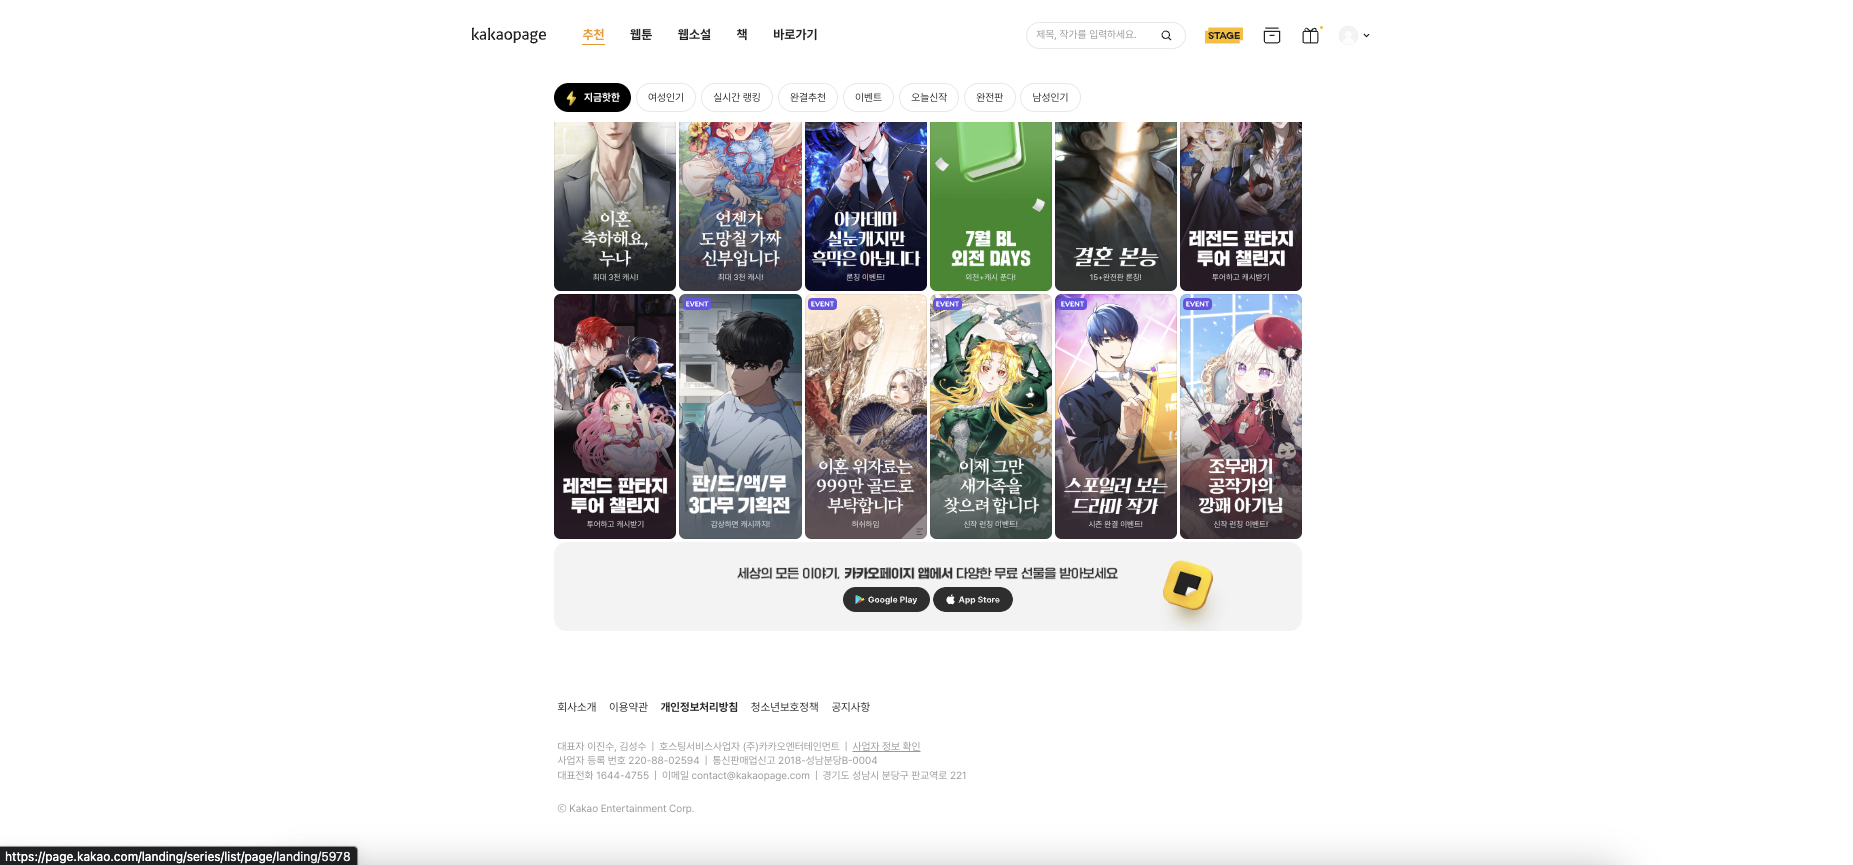 kakaopage
추천
웹툰
웹소설
책
바로가기
제목, 작가를 입력하세요.
STAGE
지금핫한
여성인기
실시간 랭킹
완결추천
이벤트
오늘신작
완전판
남성인기
이혼
축하해요,
누나
최대 3천 캐시!
언젠가
도망칠 가짜
신부입니다
최대 3천 캐시!
아카데미
실눈캐지만
흑막은 아닙니다
론칭 이벤트!
7월 BL
외전 DAYS
외전+캐시 푼다!
결혼 본능
15+완전판 론칭!
레전드 판타지
투어 챌린지
투어하고 캐시받기
레전드 판타지
투어 챌린지
투어하고 캐시받기
EVENT
판/드/액/무
3다무 기획전
감상하면 캐시까지!
EVENT
이혼 위자료는
999만 골드로
부탁합니다
허쉬하임
EVENT
이제 그만
새가족을
찾으려 합니다
신작 런칭 이벤트!
EVENT
스포일러 보는
드라마 작가
시즌 완결 이벤트!
EVENT
조무래기
공작가의
깡패 아기님
신작 런칭 이벤트!
세상의 모든 이야기. 카카오페이지 앱에서 다양한 무료 선물을 받아보세요
Google Play
App Store
회사소개
이용약관
개인정보처리방침
청소년보호정책
공지사항
대표자 이진수, 김성수 | 호스팅서비스사업자 (주)카카오엔터테인먼트 | 사업자 정보 확인
사업자 등록 번호 220-88-02594 | 통신판매업신고 2018-성남분당B-0004
대표전화 1644-4755 | 이메일 contact@kakaopage.com | 경기도 성남시 분당구 판교역로 221
ⓒ Kakao Entertainment Corp.
https://page.kakao.com/landing/series/list/page/landing/5978